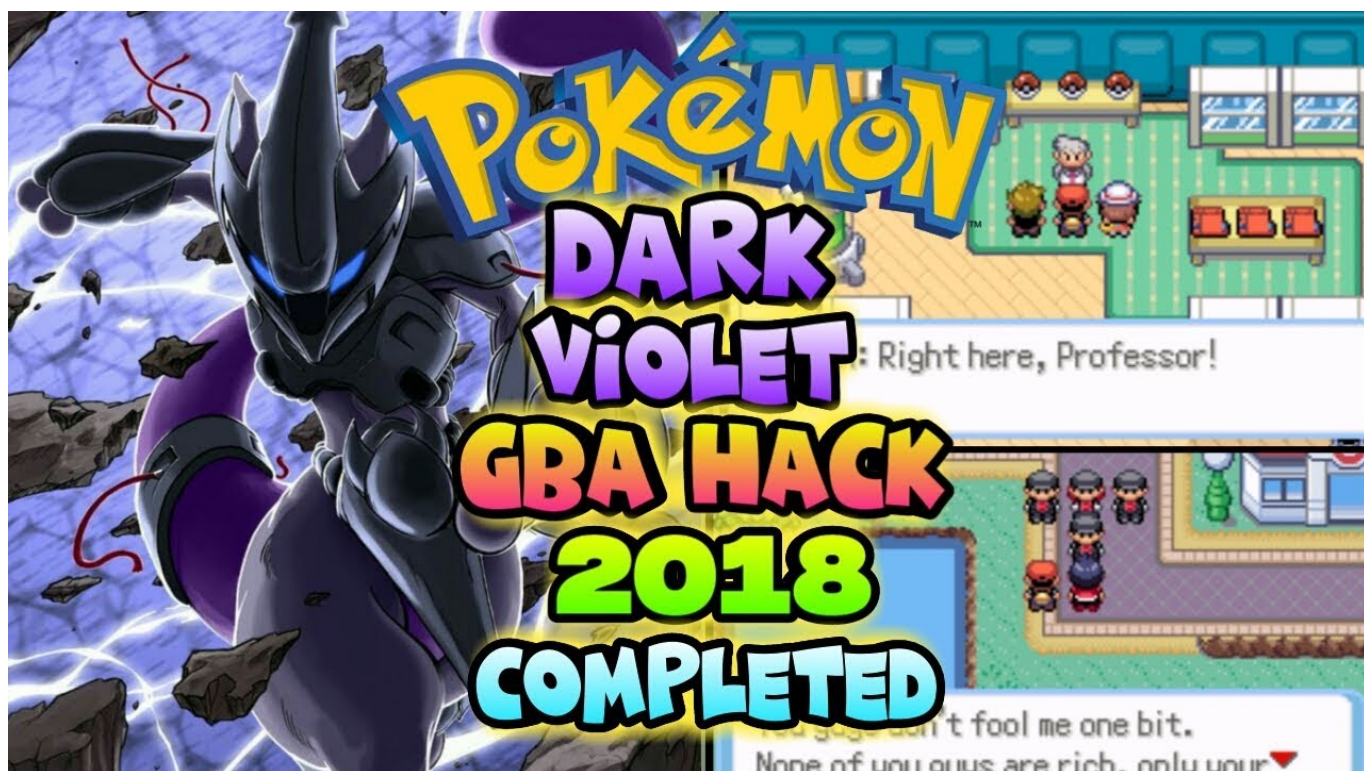 POKéMON
TM
DARK
ViOLET
GBA HACK
2018
COMPLETED
: Right here, Professor!
't fool me one bit.
None of you guys are rich, only your